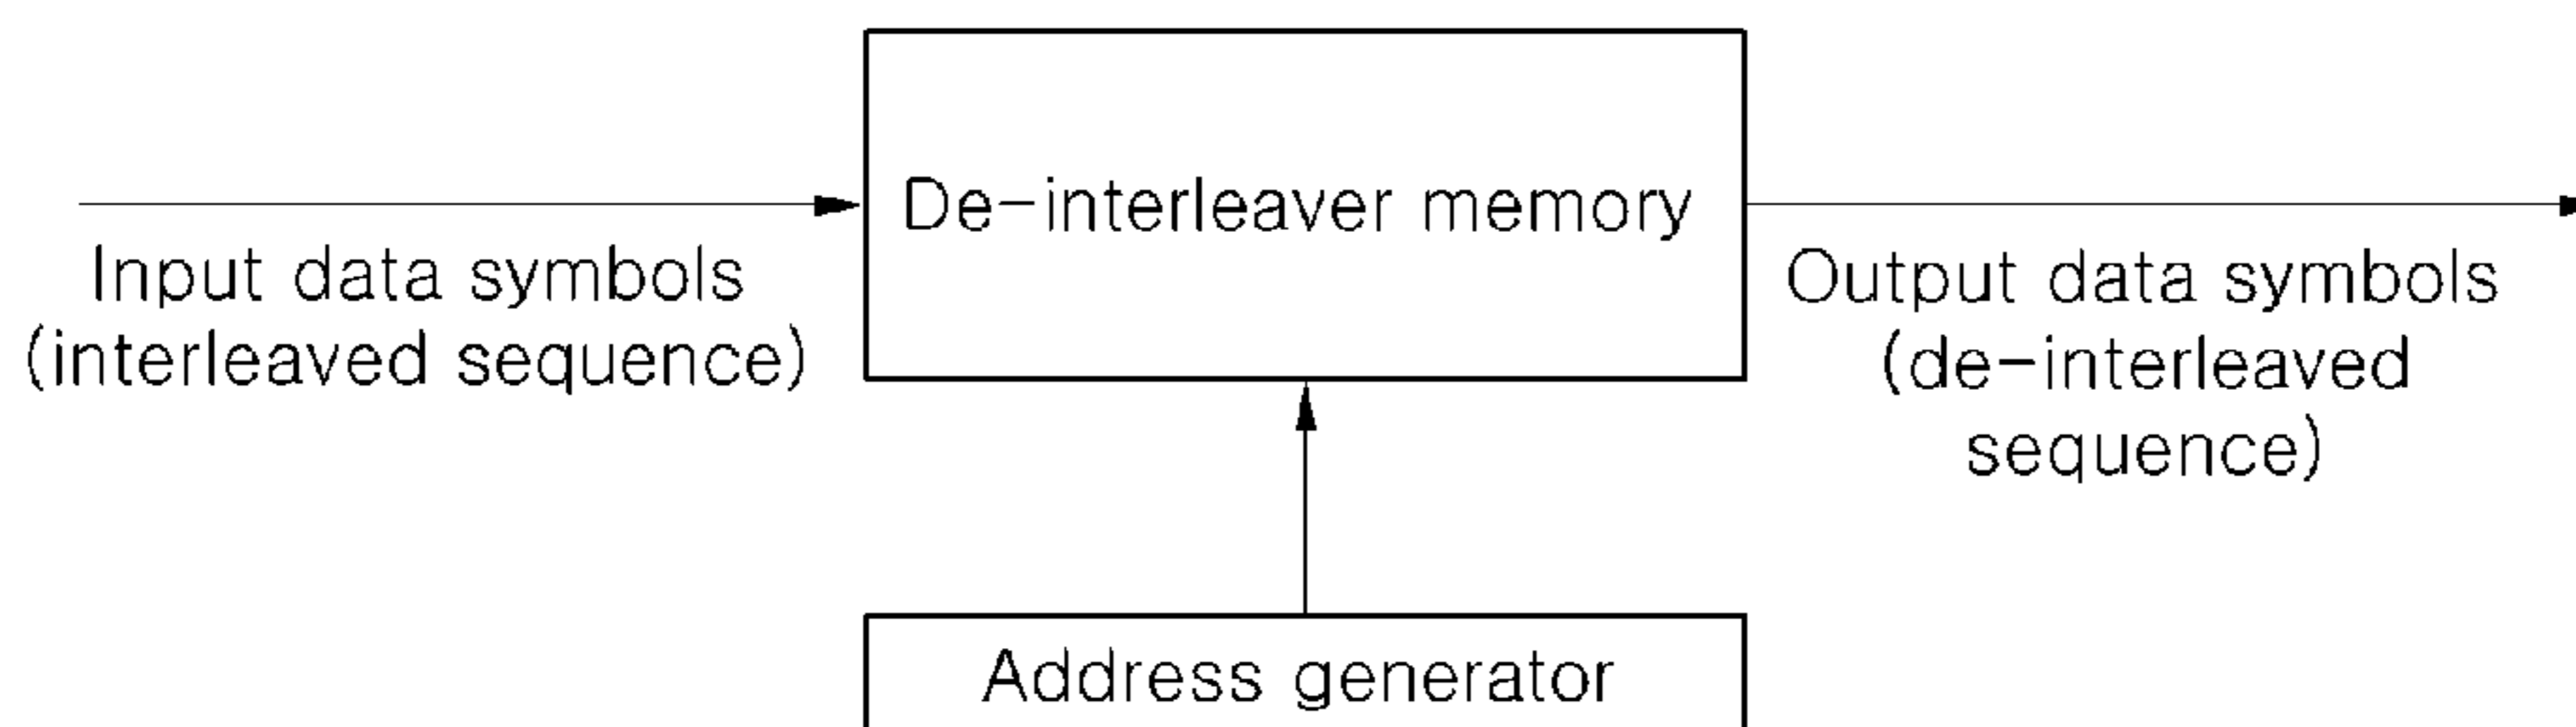 De-interleaver memory
Input data symbols
(interleaved sequence)
Output data symbols
(de-interleaved
sequence)
Address generator